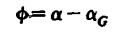 ϕ = α − α_G